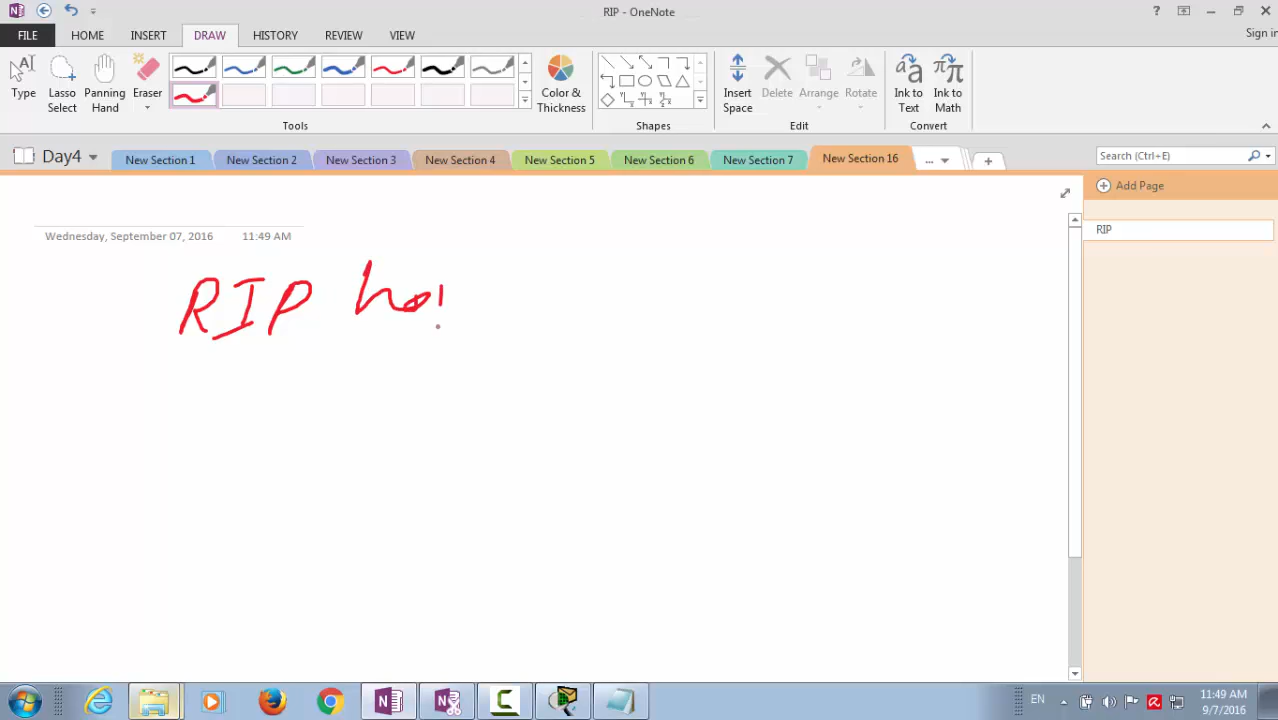 RIP - OneNote
?
FILE HOME INSERT DRAW HISTORY REVIEW VIEW Sign in
Type Lasso Select Panning Hand Eraser Color & Thickness Insert Space Delete Arrange Rotate Ink to Text Ink to Math
Tools Shapes Edit Convert
Day4 New Section 1 New Section 2 New Section 3 New Section 4 New Section 5 New Section 6 New Section 7 New Section 16 ... + Search (Ctrl+E)
Add Page
RIP
Wednesday, September 07, 2016 11:49 AM
RIP
EN 11:49 AM
9/7/2016